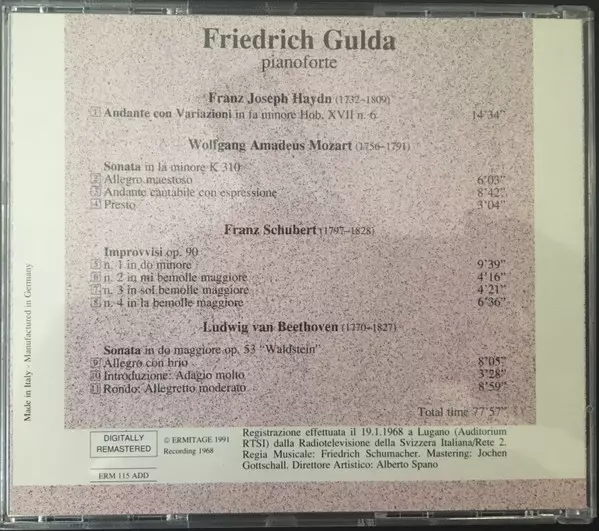 Friedrich Gulda
pianoforte
Franz Joseph Haydn (1732-1809)
1 Andante con Variazioni in fa minore Hob. XVII n. 6 14'34"
Wolfgang Amadeus Mozart (1756-1791)
Sonata in la minore K 310
2 Allegro maestoso 6'03"
3 Andante cantabile con espressione 8'42"
4 Presto 3'04"
Franz Schubert (1797-1828)
Improvvisi op. 90
5 n. 1 in do minore 9'39"
6 n. 2 in mi bemolle maggiore 4'16"
7 n. 3 in sol bemolle maggiore 4'21"
8 n. 4 in la bemolle maggiore 6'36"
Ludwig van Beethoven (1770-1827)
Sonata in do maggiore op. 53 "Waldstein"
9 Allegro con brio 8'05"
10 Introduzione: Adagio molto 3'28"
11 Rondo: Allegretto moderato 8'59"
Total time 77'57"
Made in Italy · Manufactured in Germany
DIGITALLY
REMASTERED
ERM 115 ADD
© ERMITAGE 1991
Recording 1968
Registrazione effettuata il 19.1.1968 a Lugano (Auditorium
RTSI) dalla Radiotelevisione della Svizzera Italiana/Rete 2.
Regia Musicale: Friedrich Schumacher. Mastering: Jochen
Gottschall. Direttore Artistico: Alberto Spano